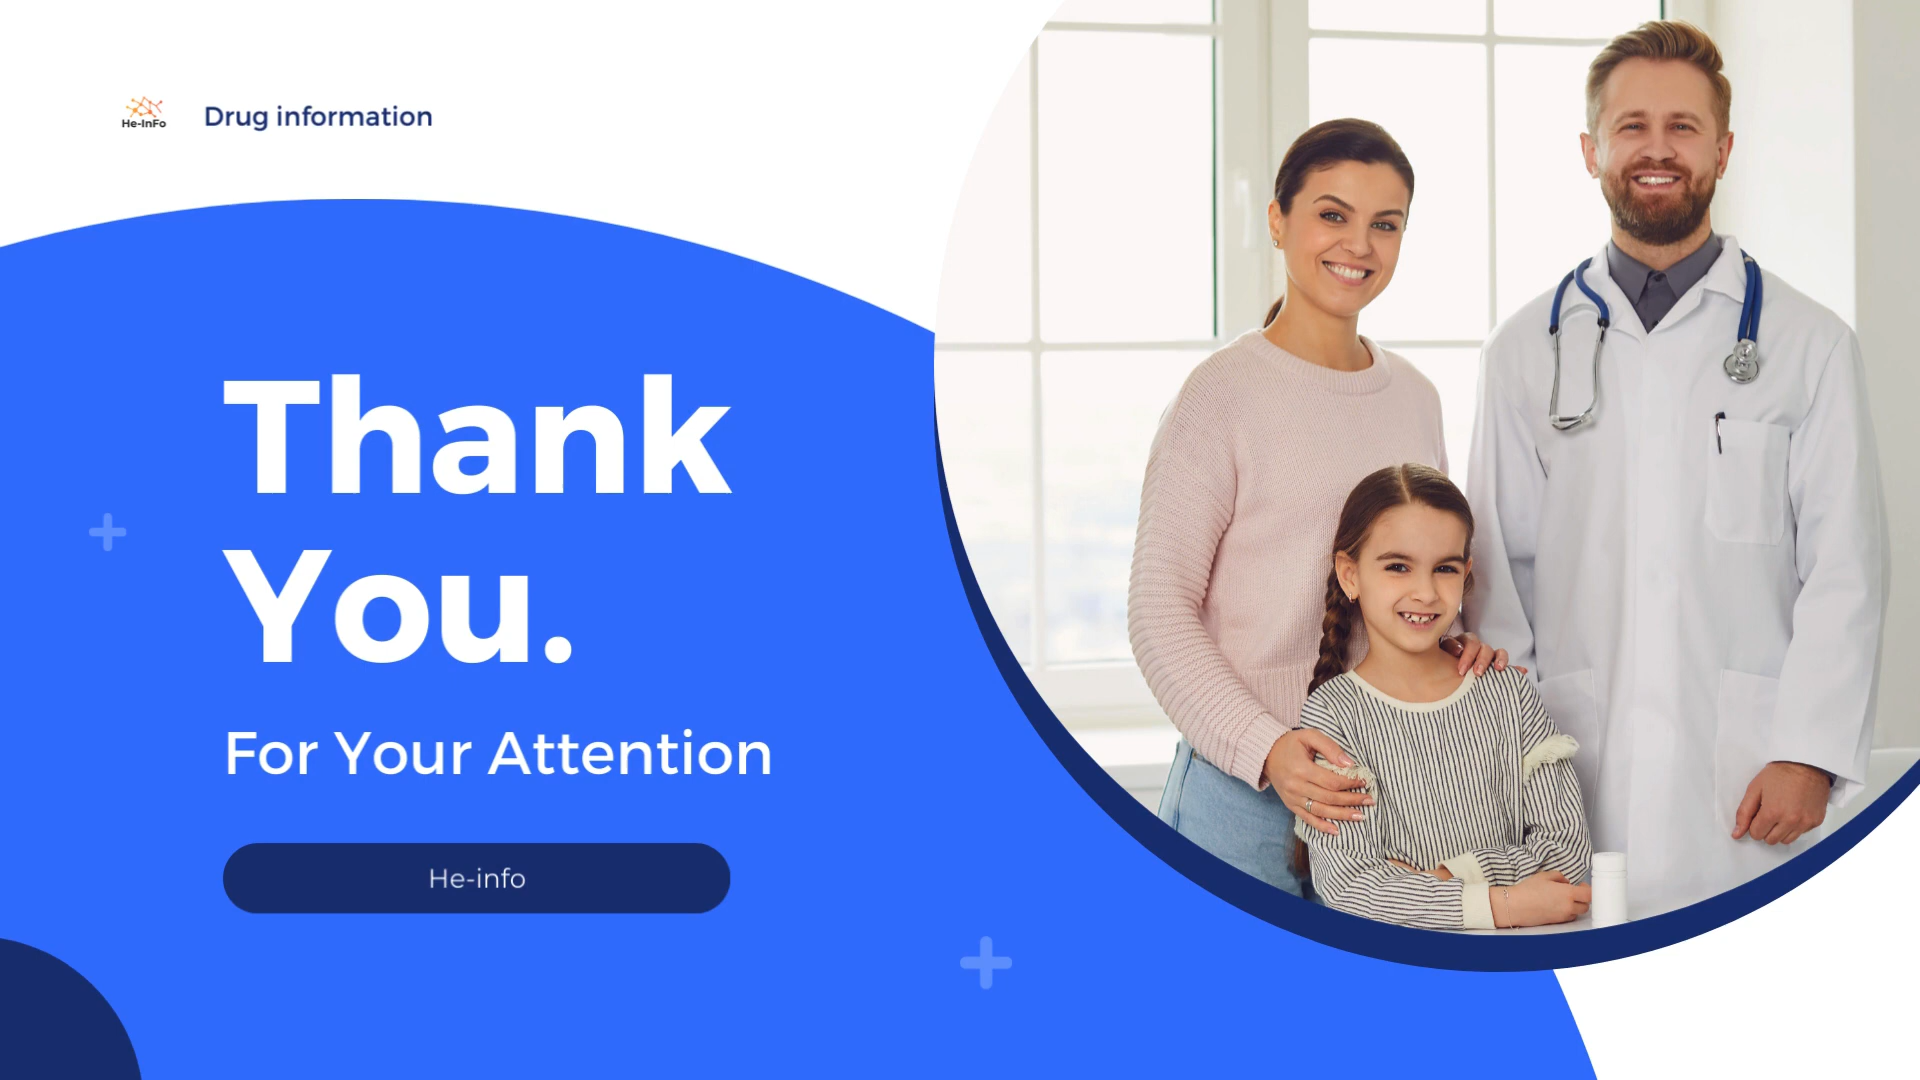 He-InFo
Drug information
Thank
You.
For Your Attention
He-info